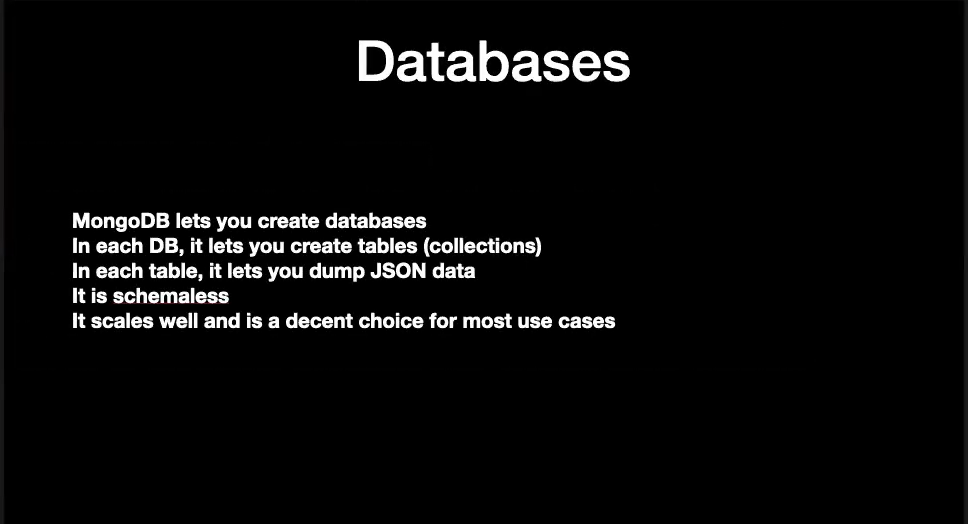 Databases
MongoDB lets you create databases
In each DB, it lets you create tables (collections)
In each table, it lets you dump JSON data
It is schemaless
It scales well and is a decent choice for most use cases